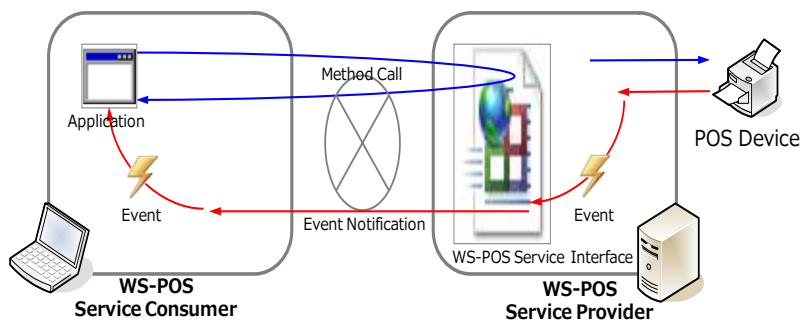 Method Call
Application
POS Device
Event
Event Notification
Event
WS-POS Service Interface
WS-POS
Service Consumer
WS-POS
Service Provider